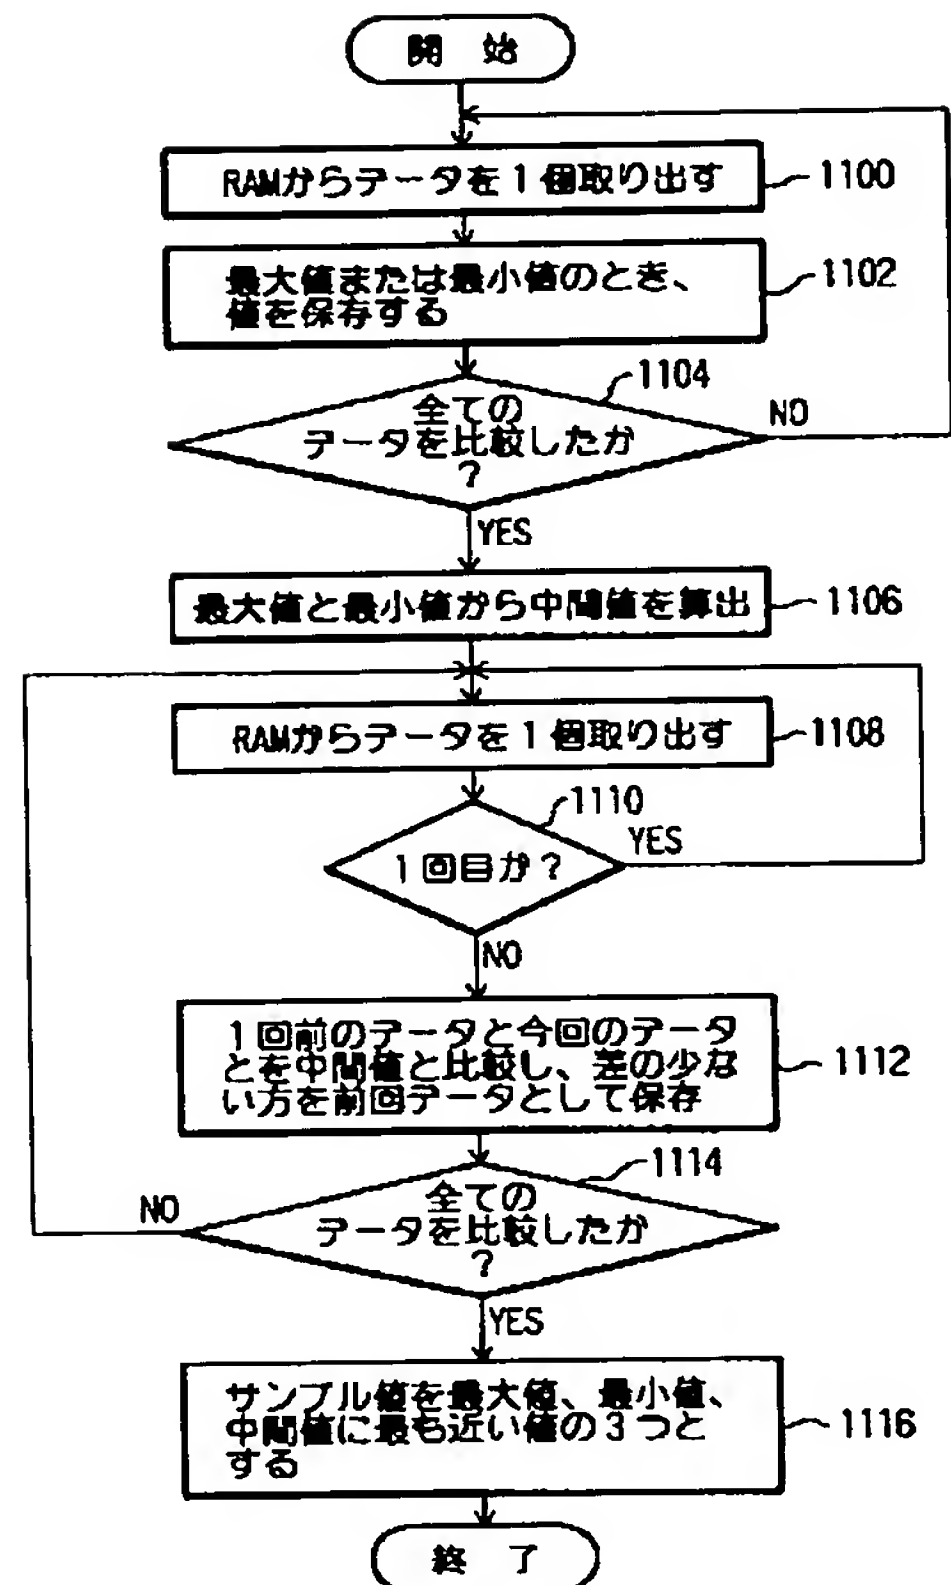 開 始
RAMからデータを1個取り出す
1100
最大値または最小値のとき、
値を保存する
1102
1104
全ての
データを比較したか
?
NO
YES
最大値と最小値から中間値を算出
1106
RAMからデータを1個取り出す
1108
1110
1回目か?
YES
NO
1回前のデータと今回のデータ
とを中間値と比較し、差の少な
い方を前回データとして保存
1112
1114
全ての
データを比較したか
?
NO
YES
サンプル値を最大値、最小値、
中間値に最も近い値の3つと
する
1116
終 了